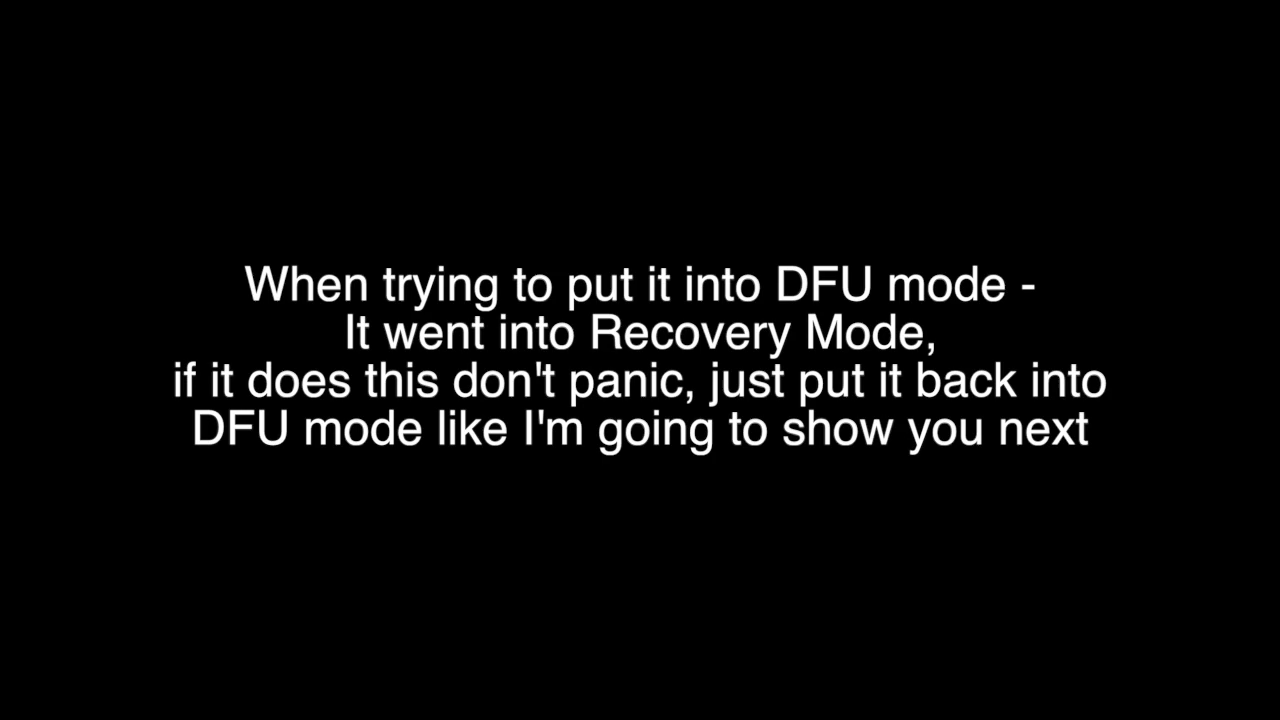 When trying to put it into DFU mode -
It went into Recovery Mode,
if it does this don't panic, just put it back into
DFU mode like I'm going to show you next